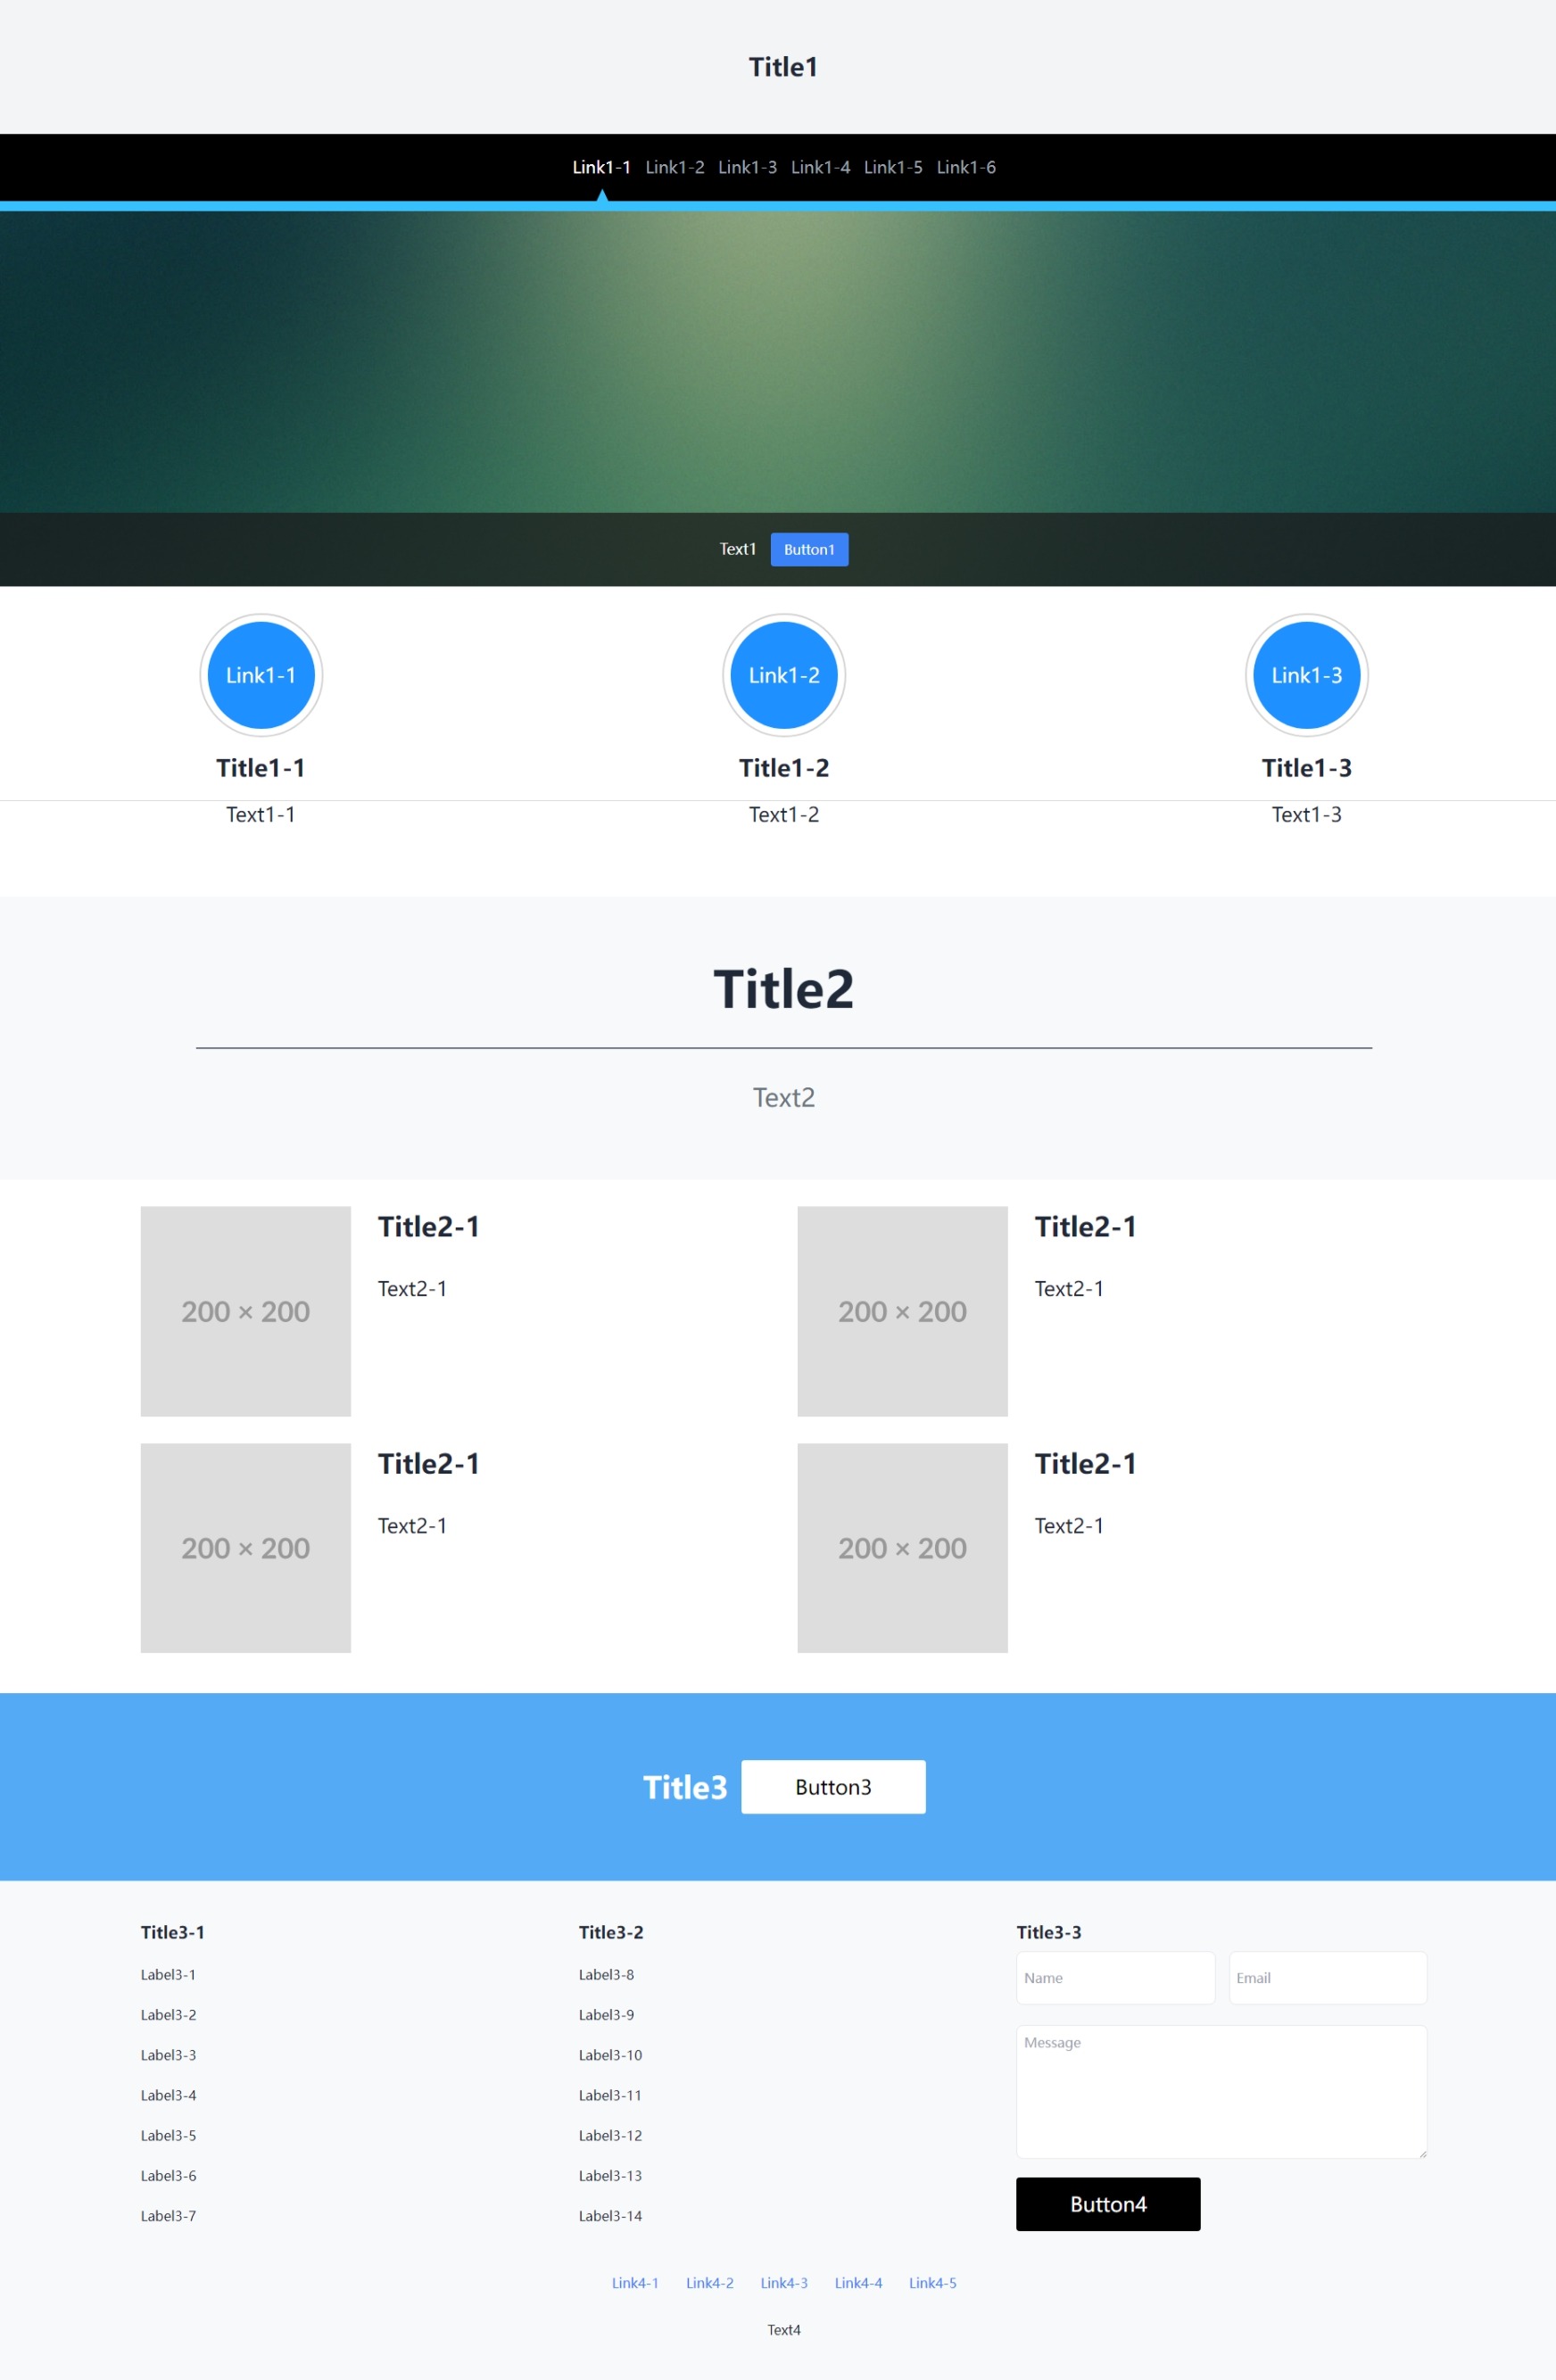 Title1
Link1-1 Link1-2 Link1-3 Link1-4 Link1-5 Link1-6
Text1 Button1
Link1-1 Link1-2 Link1-3
Title1-1 Title1-2 Title1-3
Text1-1 Text1-2 Text1-3
Title2
Text2
200 × 200
Title2-1
Text2-1
200 × 200
Title2-1
Text2-1
200 × 200
Title2-1
Text2-1
200 × 200
Title2-1
Text2-1
Title3 Button3
Title3-1
Label3-1
Label3-2
Label3-3
Label3-4
Label3-5
Label3-6
Label3-7
Title3-2
Label3-8
Label3-9
Label3-10
Label3-11
Label3-12
Label3-13
Label3-14
Title3-3
Name Email
Message
Button4
Link4-1 Link4-2 Link4-3 Link4-4 Link4-5
Text4